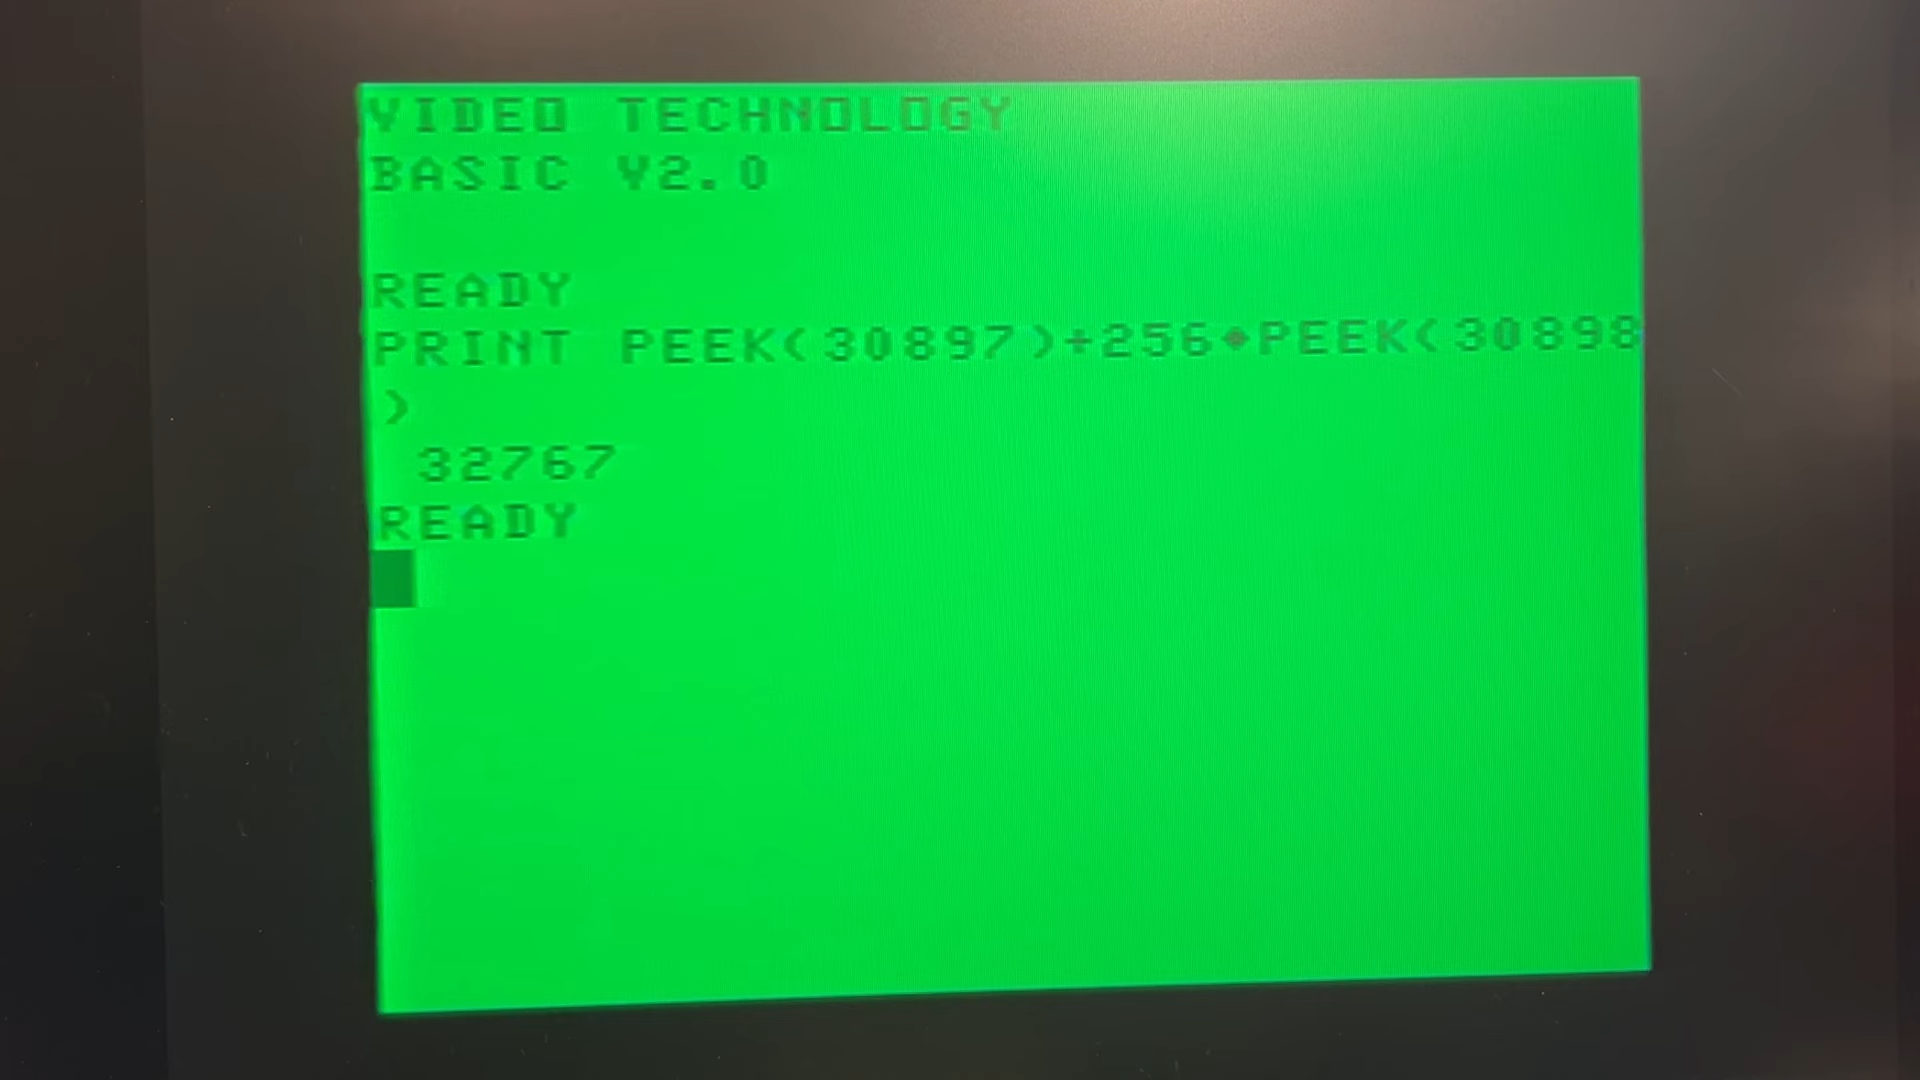 VIDEO TECHNOLOGY
BASIC V2.0
READY
PRINT PEEK(30897)+256*PEEK(30898
)
32767
READY